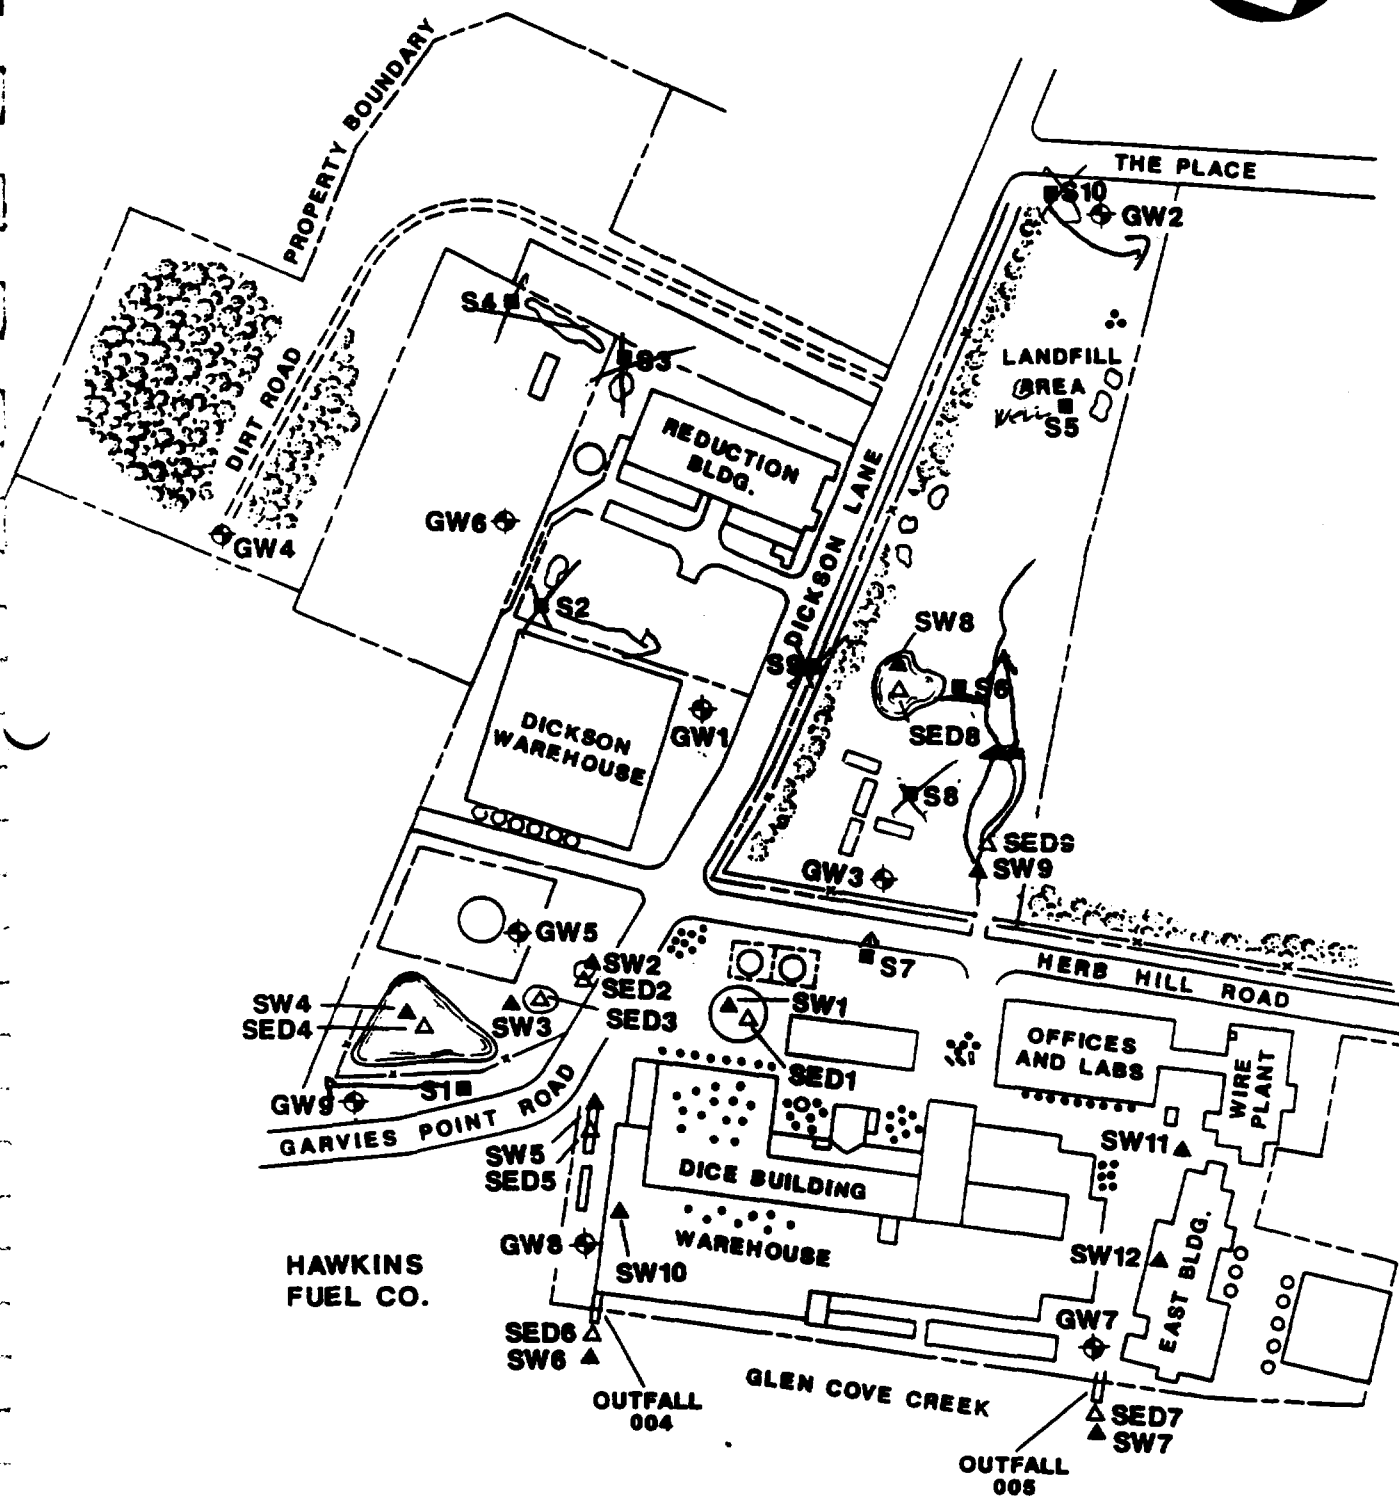 PROPERTY BOUNDARY
THE PLACE
S10
GW2
S4
S3
LANDFILL
AREA
S5
DIRT ROAD
REDUCTION
BLDG.
DICKSON LANE
GW6
GW4
S2
SW8
S9
S6
SED8
DICKSON
WAREHOUSE
GW1
S8
SED9
SW9
GW3
GW5
SW2
SED2
S7
HERB HILL ROAD
SW4
SED4
SW3
SED3
SW1
SED1
OFFICES
AND LABS
WIRE
PLANT
S1
GW9
GARVIES POINT ROAD
SW5
SED5
SW11
DICE BUILDING
WAREHOUSE
GW8
SW10
SW12
EAST BLDG.
HAWKINS
FUEL CO.
GW7
SED6
SW6
OUTFALL
004
GLEN COVE CREEK
SED7
SW7
OUTFALL
005